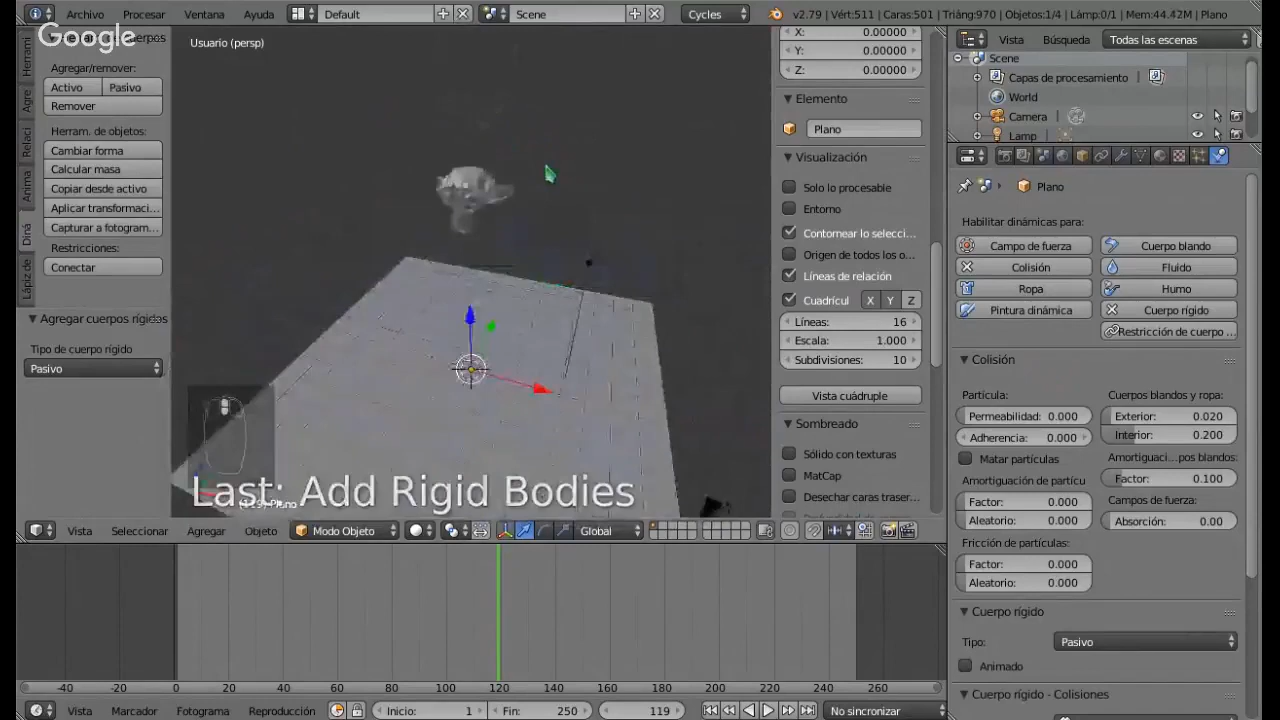 Archivo Procesar Ventana Ayuda Default Scene Cycles v2.79 | Vért:511 | Caras:501 | Triáng:970 | Objetos:1/4 | Lámp:0/1 | Mem:44.42M | Plano
Google
Usuario (persp)
Agregar/remover:
Activo Pasivo
Remover
Herram. de objetos:
Cambiar forma
Calcular masa
Copiar desde activo
Aplicar transformaci...
Capturar a fotogram...
Restricciones:
Conectar
Herrami
Agre
Relaci
Anima
Diná
Lápiz de
Agregar cuerpos rígidos
Tipo de cuerpo rígido
Pasivo
Last: Add Rigid Bodies
(119) Plano
X: 0.00000
Y: 0.00000
Z: 0.00000
Elemento
Plano
Visualización
Solo lo procesable
Entorno
Contornear lo selecci...
Origen de todos los o...
Líneas de relación
Cuadrícul X Y Z
Líneas: 16
Escala: 1.000
Subdivisiones: 10
Vista cuádruple
Sombreado
Sólido con texturas
MatCap
Desechar caras traser...
Vista Búsqueda Todas las escenas
Scene
Capas de procesamiento
World
Camera
Lamp
Plano
Habilitar dinámicas para:
Campo de fuerza Cuerpo blando
Colisión Fluido
Ropa Humo
Pintura dinámica Cuerpo rígido
Restricción de cuerpo ...
Colisión
Partícula: Cuerpos blandos y ropa:
Permeabilidad: 0.000 Exterior: 0.020
Adherencia: 0.000 Interior: 0.200
Matar partículas Amortiguaci...pos blandos:
Amortiguación de partícu Factor: 0.100
Factor: 0.000 Campos de fuerza:
Aleatorio: 0.000 Absorción: 0.00
Fricción de partículas:
Factor: 0.000
Aleatorio: 0.000
Cuerpo rígido
Tipo: Pasivo
Animado
Cuerpo rígido - Colisiones
Vista Seleccionar Agregar Objeto Modo Objeto Global
-40 -20 0 20 40 60 80 100 120 140 160 180 200 220 240 260
Vista Marcador Fotograma Reproducción Inicio: 1 Fin: 250 119 No sincronizar